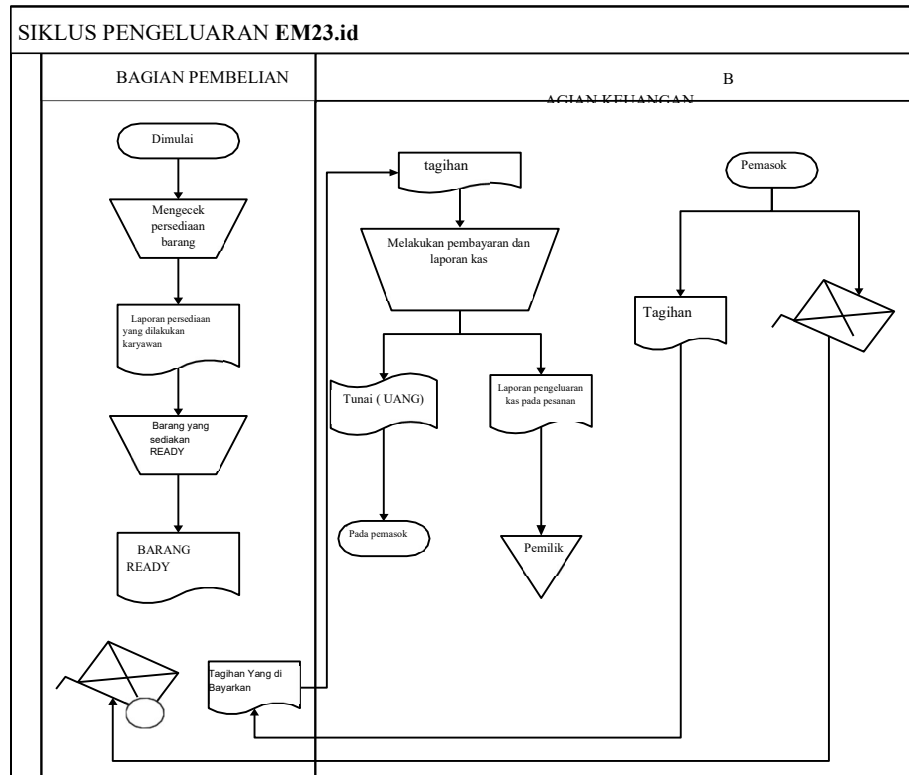 SIKLUS PENGELUARAN EM23.id
BAGIAN PEMBELIAN
B
AGIAN KEUANGAN
Dimulai
Mengecek
persediaan
barang
Laporan persediaan
yang dilakukan
karyawan
Barang yang
sediakan
READY
BARANG
READY
Tagihan Yang di
Bayarkan
tagihan
Melakukan pembayaran dan
laporan kas
Tunai ( UANG)
Laporan pengeluaran
kas pada pesanan
Pada pemasok
Pemilik
Pemasok
Tagihan